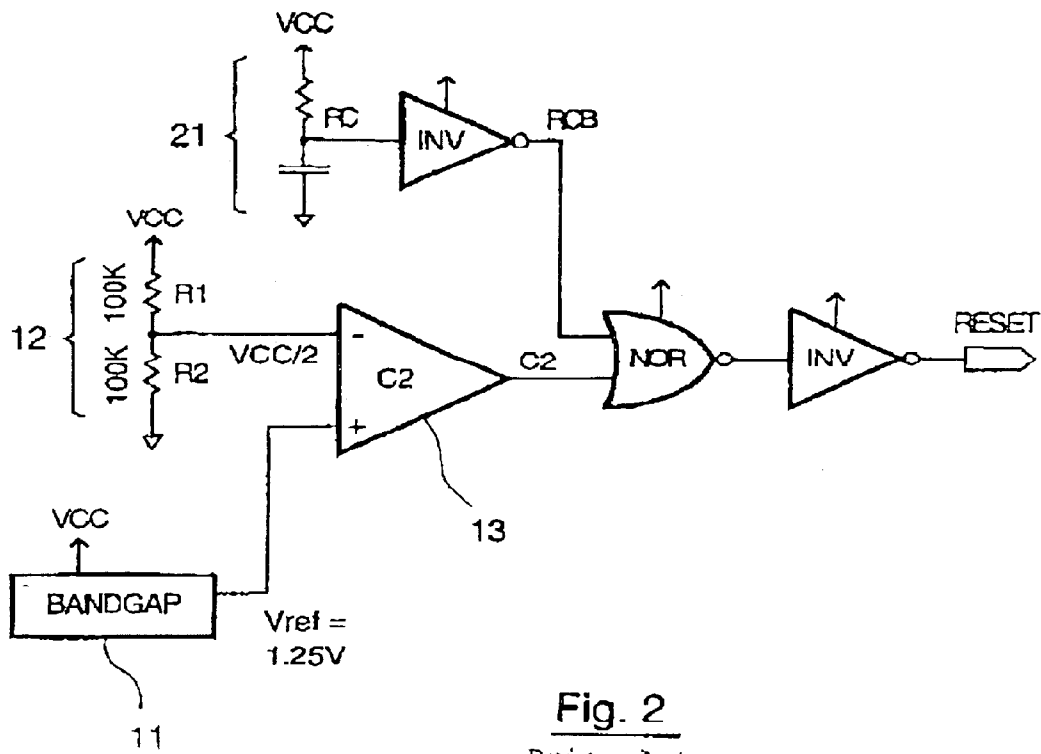 VCC
21
RC
INV
RCB
VCC
12
100K
R1
100K
R2
VCC/2
-
+
C2
C2
NOR
INV
RESET
13
VCC
BANDGAP
Vref =
1.25V
11
Fig. 2